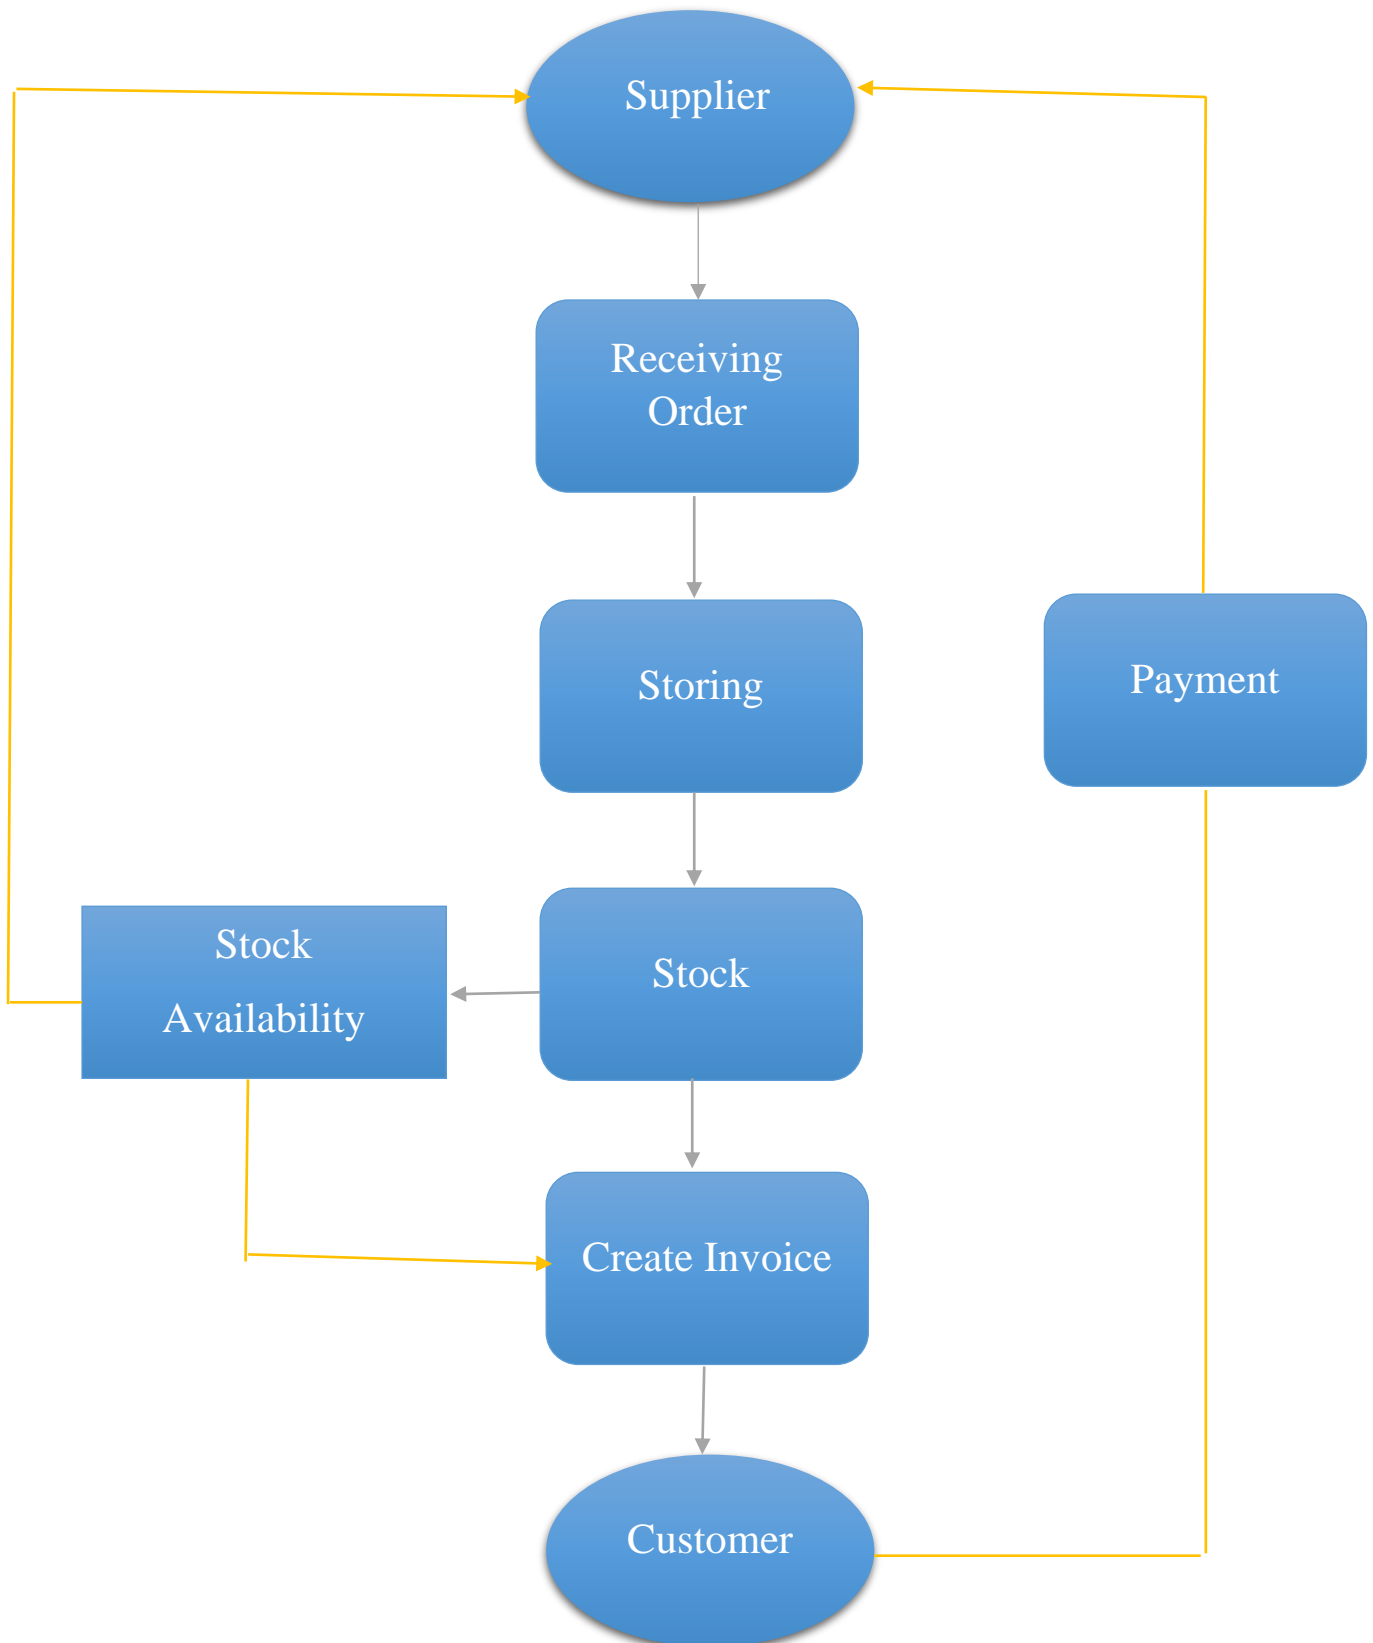 Supplier
Receiving
Order
Storing
Payment
Stock
Availability
Stock
Create Invoice
Customer